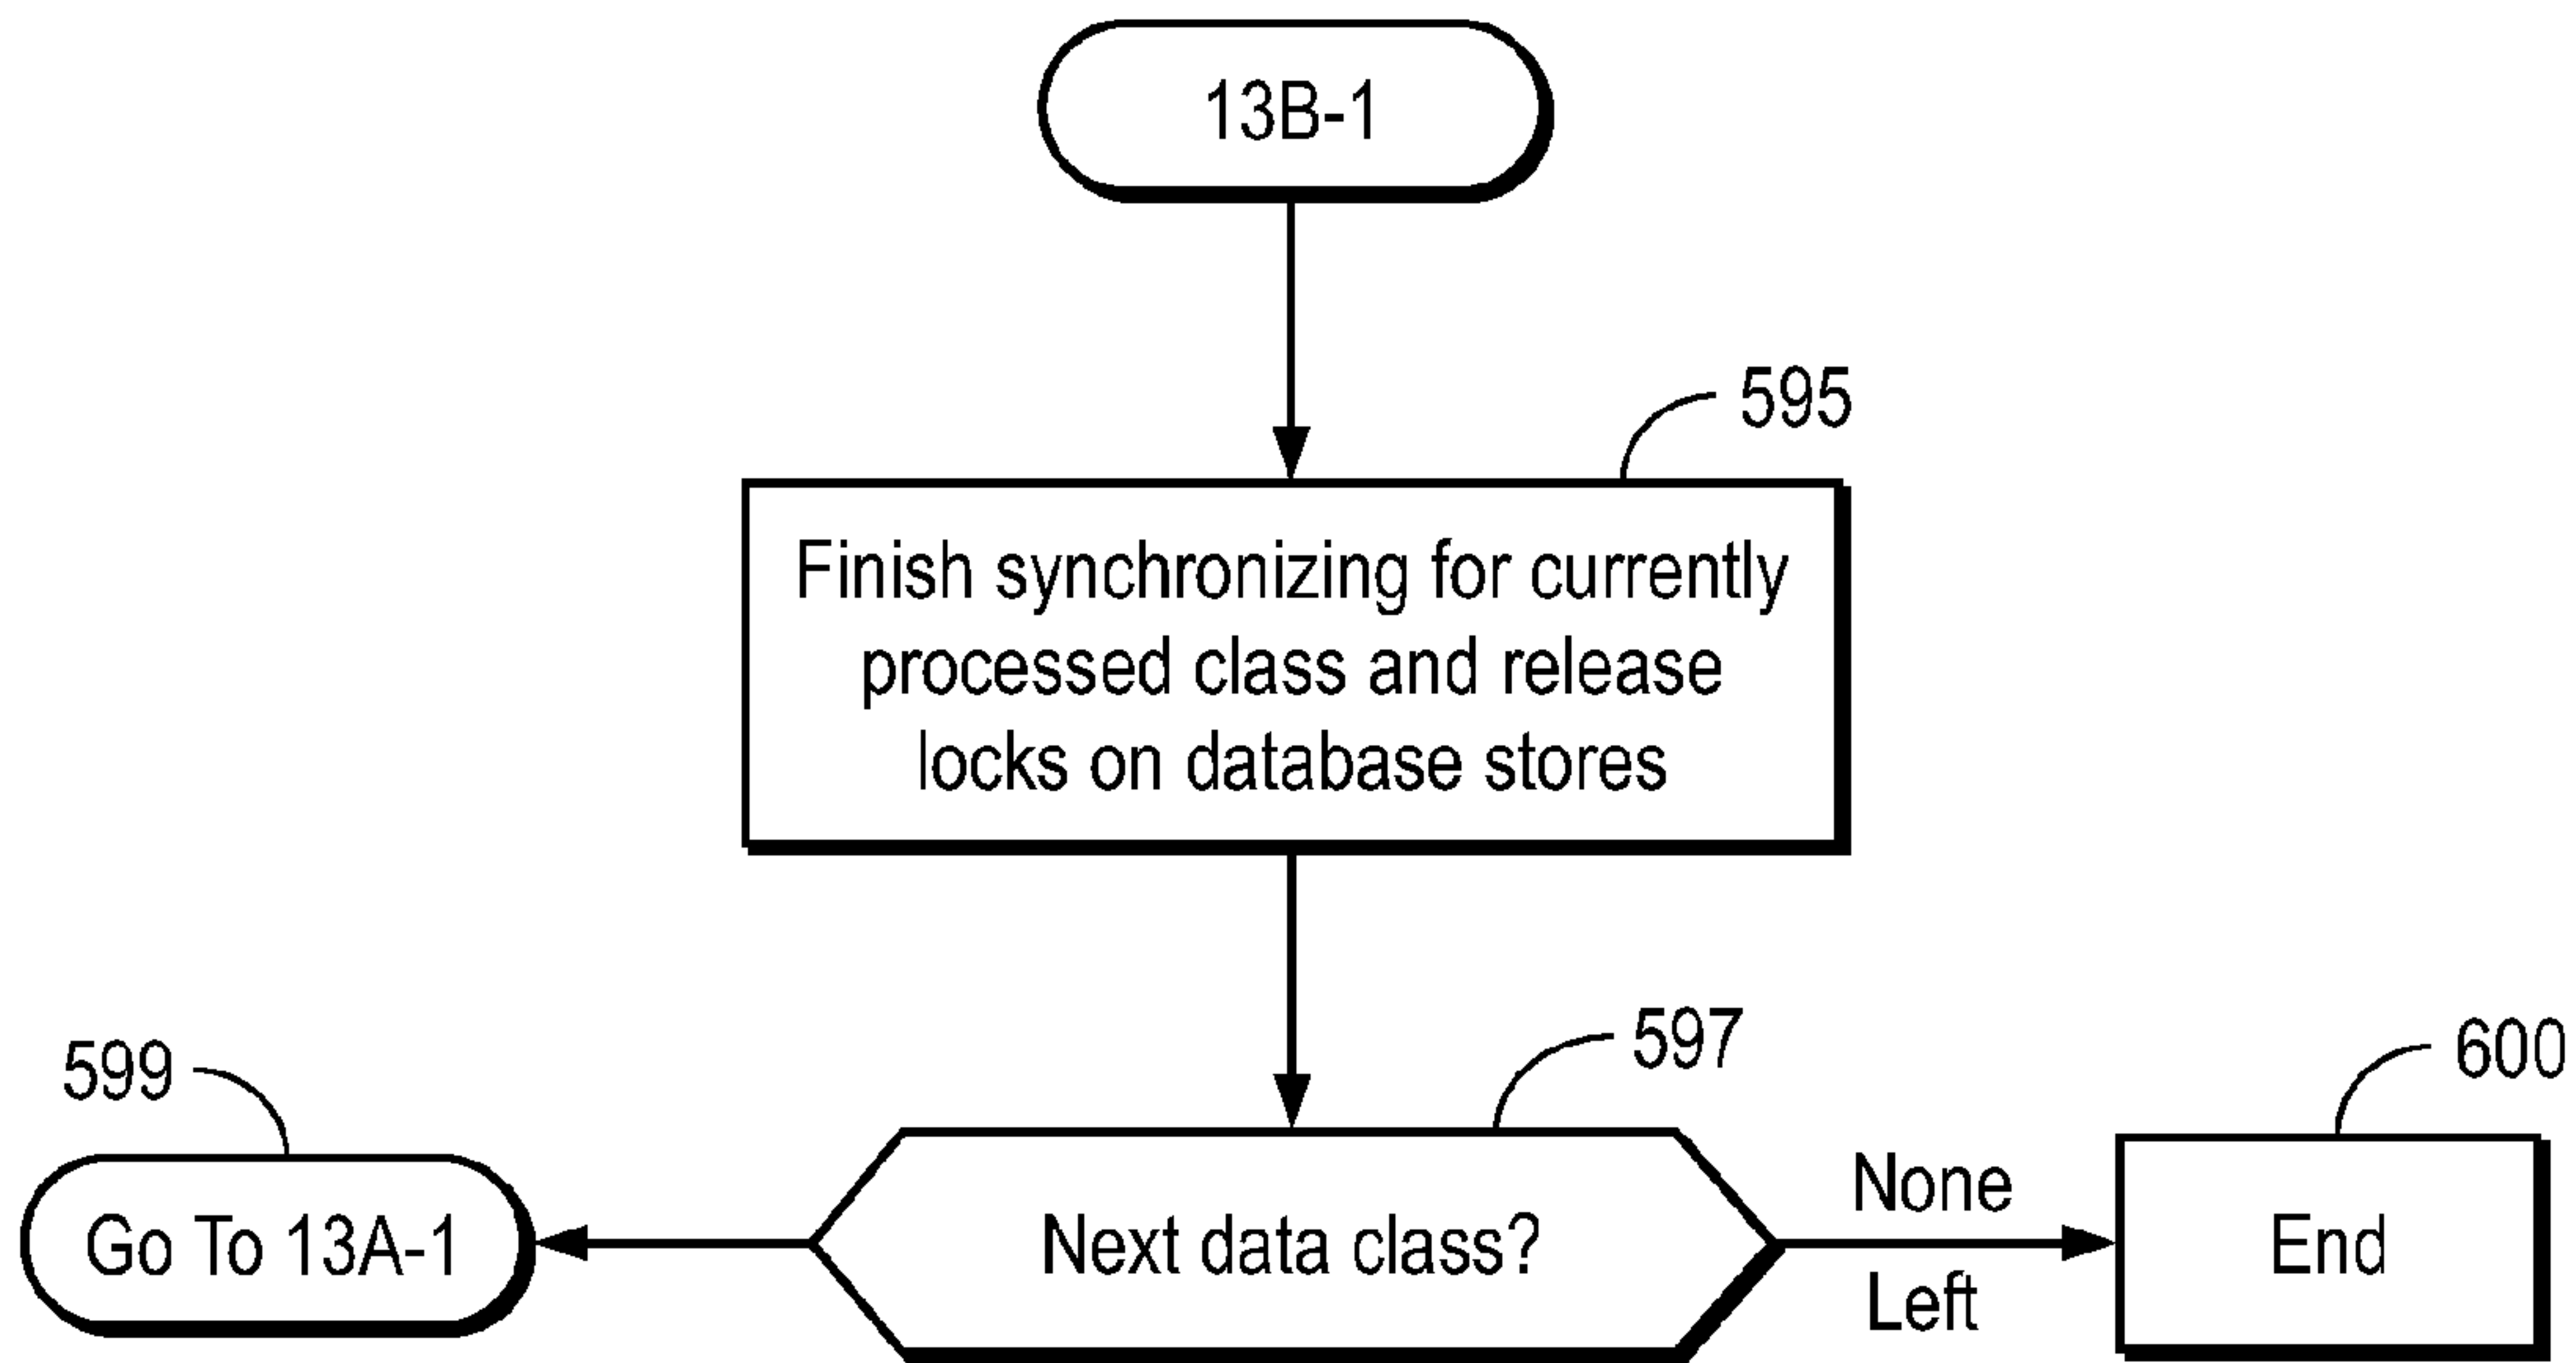 13B-1
595
Finish synchronizing for currently
processed class and release
locks on database stores
597
599
600
None
Go To 13A-1
Next data class?
End
Left